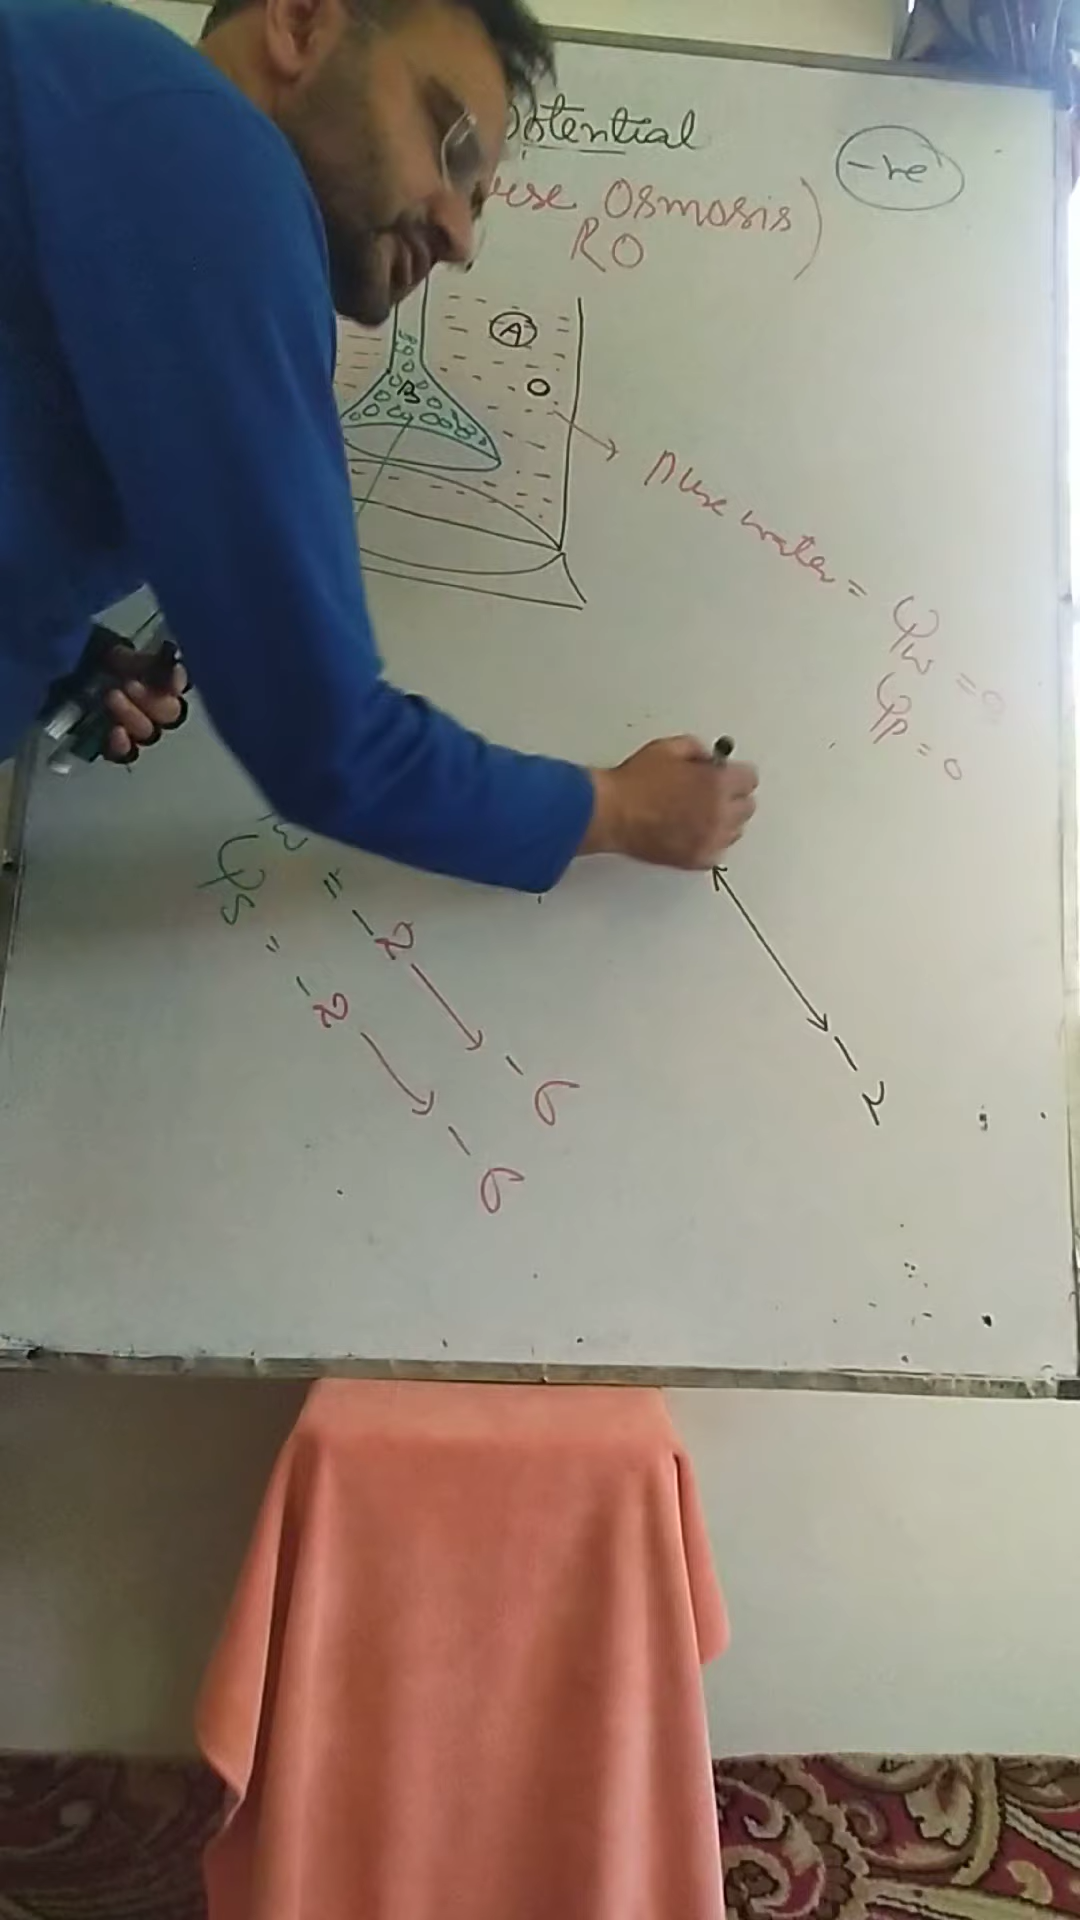 otential
-ve
erse Osmosis)
RO
A
B
O
pure water = Ψw = 0
Ψp = 0
w = -2 → -6
Ψs = -2 → -6
-2